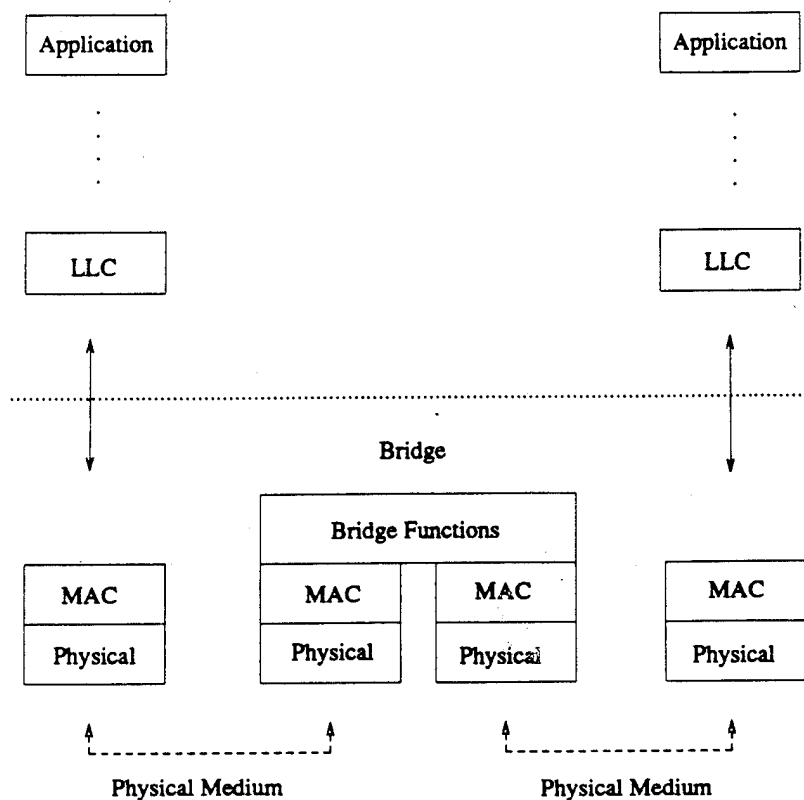 Application
Application
LLC
LLC
Bridge
Bridge Functions
MAC
MAC
MAC
MAC
Physical
Physical
Physical
Physical
Physical Medium
Physical Medium